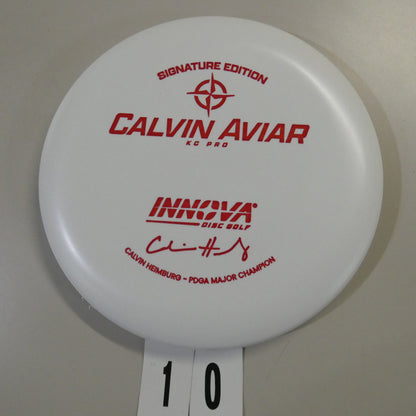 SIGNATURE EDITION
CALVIN AVIAR
KC PRO
INNOVA®
DISC GOLF
CALVIN HEIMBURG – PDGA MAJOR CHAMPION
1 0